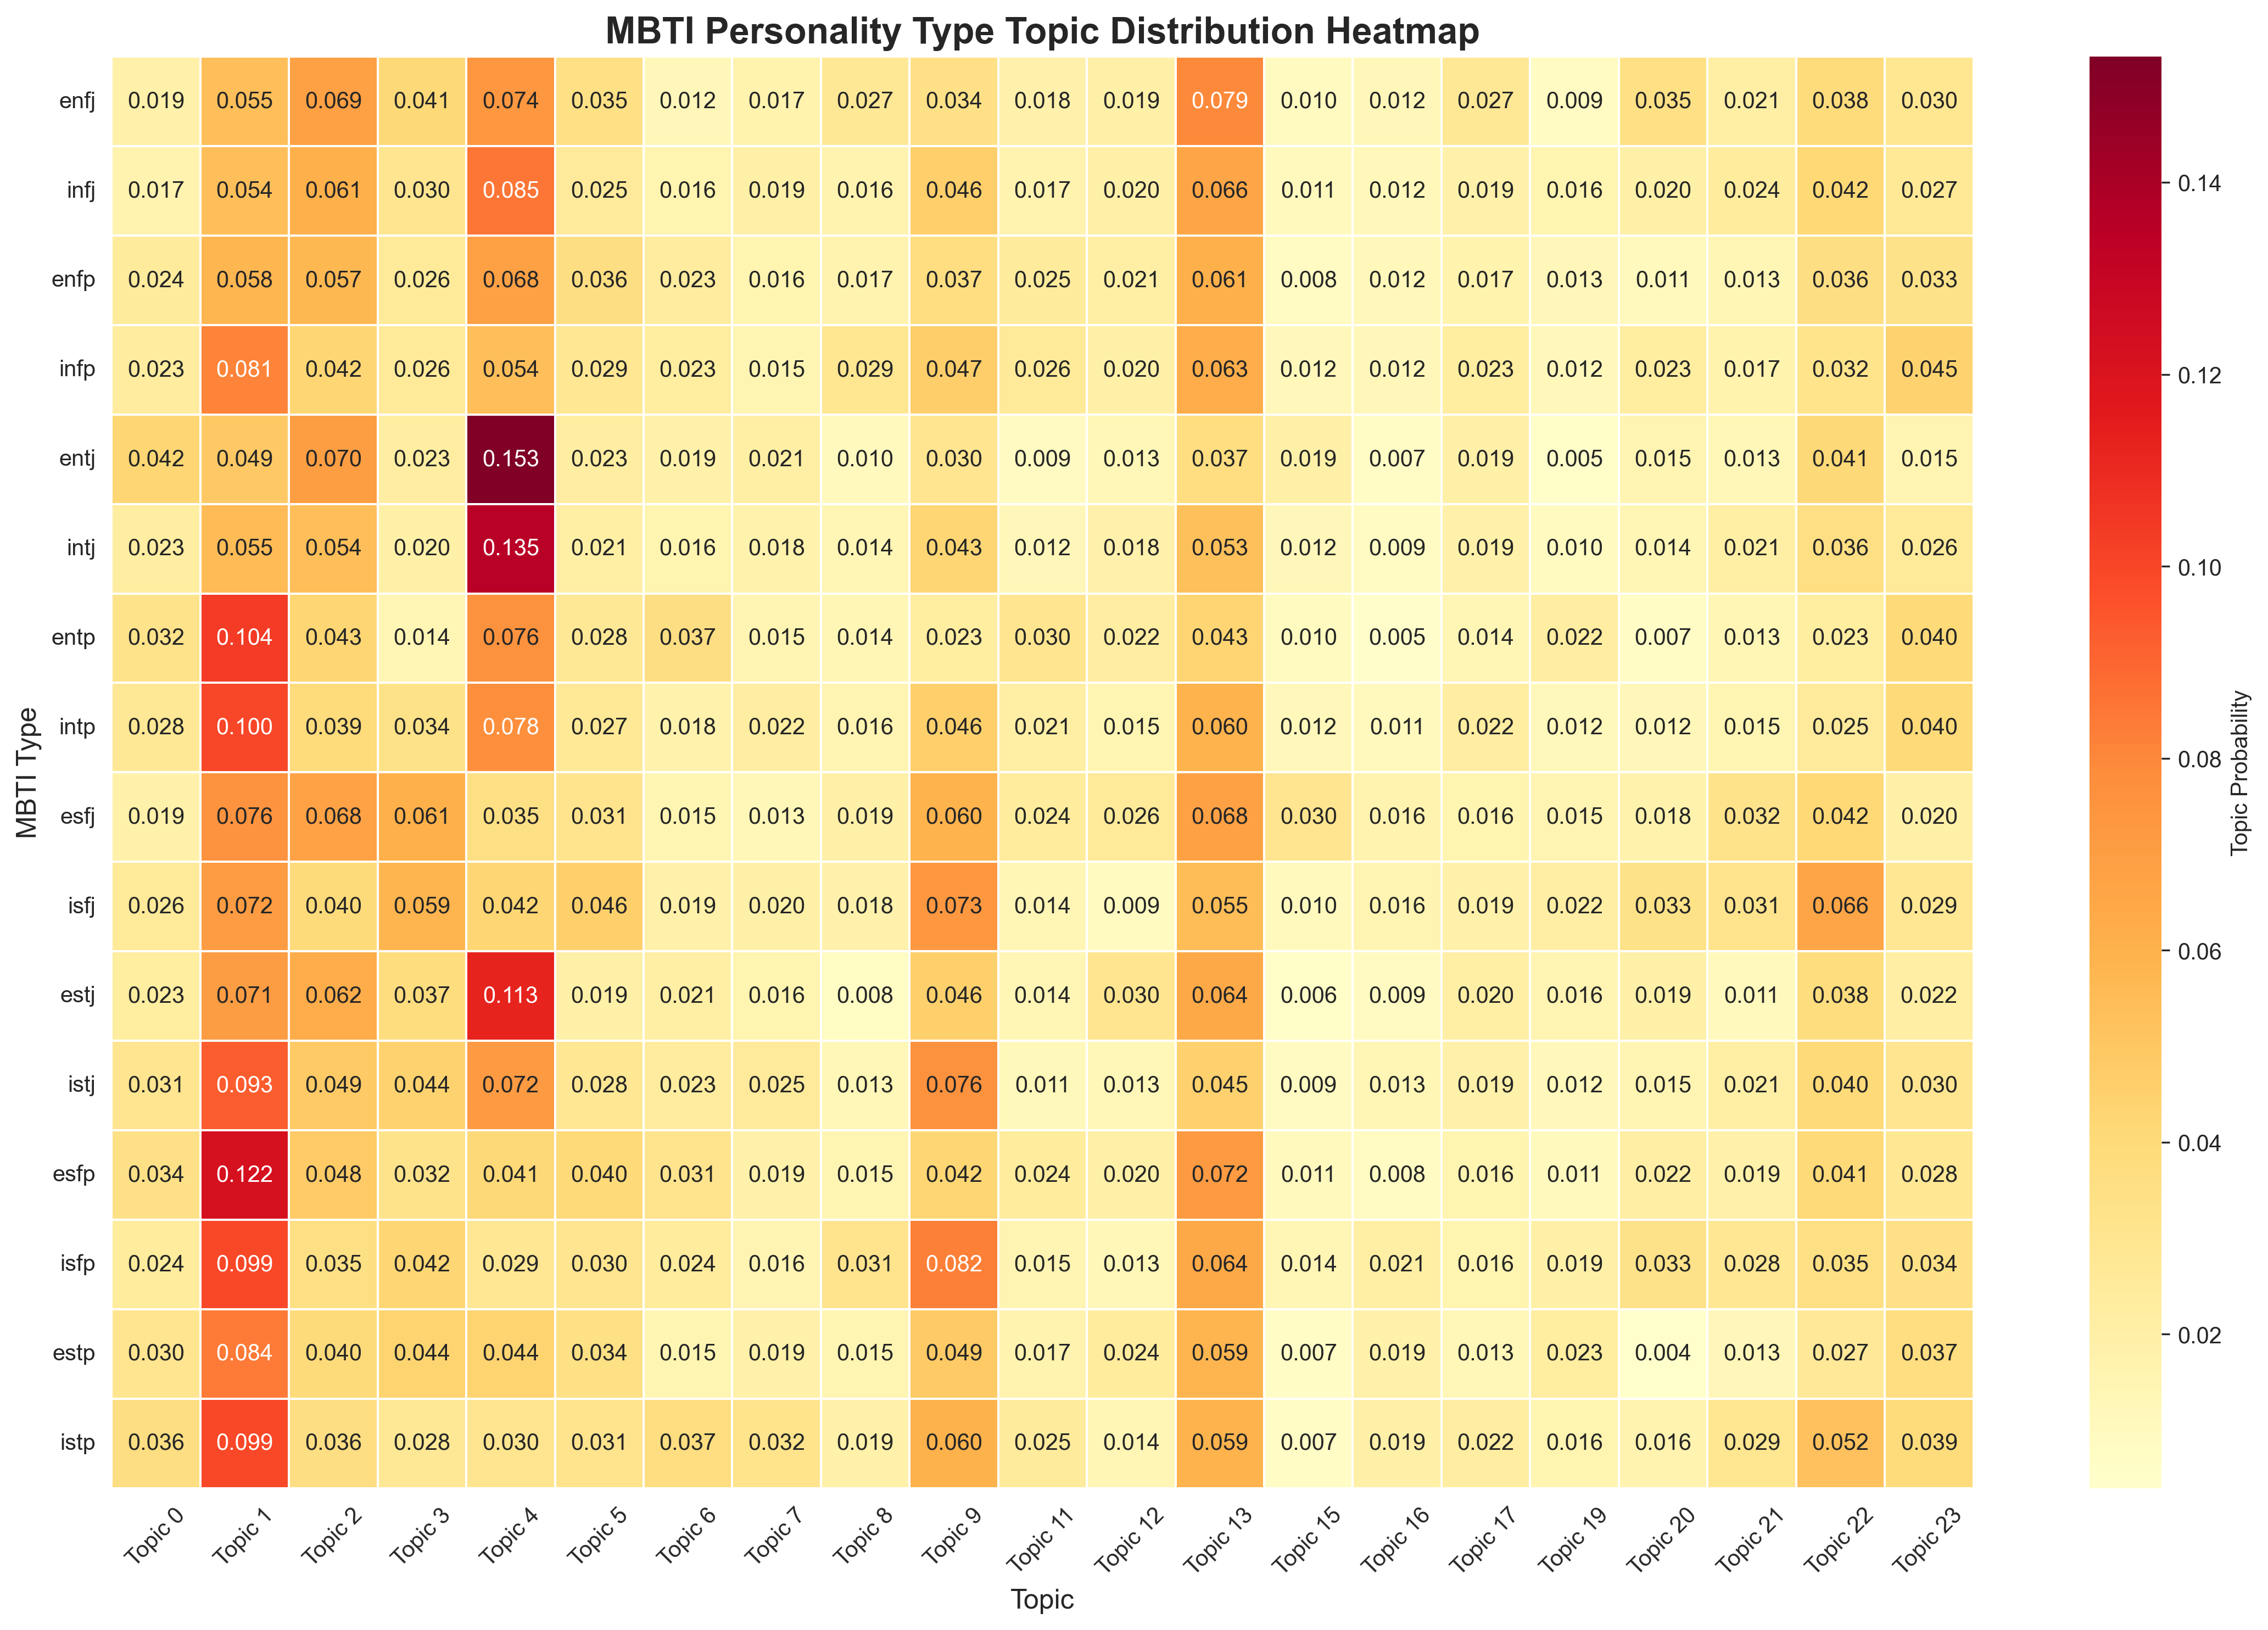 MBTI Personality Type Topic Distribution Heatmap
enfj 0.019 0.055 0.069 0.041 0.074 0.035 0.012 0.017 0.027 0.034 0.018 0.019 0.079 0.010 0.012 0.027 0.009 0.035 0.021 0.038 0.030
infj 0.017 0.054 0.061 0.030 0.085 0.025 0.016 0.019 0.016 0.046 0.017 0.020 0.066 0.011 0.012 0.019 0.016 0.020 0.024 0.042 0.027
enfp 0.024 0.058 0.057 0.026 0.068 0.036 0.023 0.016 0.017 0.037 0.025 0.021 0.061 0.008 0.012 0.017 0.013 0.011 0.013 0.036 0.033
infp 0.023 0.081 0.042 0.026 0.054 0.029 0.023 0.015 0.029 0.047 0.026 0.020 0.063 0.012 0.012 0.023 0.012 0.023 0.017 0.032 0.045
entj 0.042 0.049 0.070 0.023 0.153 0.023 0.019 0.021 0.010 0.030 0.009 0.013 0.037 0.019 0.007 0.019 0.005 0.015 0.013 0.041 0.015
intj 0.023 0.055 0.054 0.020 0.135 0.021 0.016 0.018 0.014 0.043 0.012 0.018 0.053 0.012 0.009 0.019 0.010 0.014 0.021 0.036 0.026
entp 0.032 0.104 0.043 0.014 0.076 0.028 0.037 0.015 0.014 0.023 0.030 0.022 0.043 0.010 0.005 0.014 0.022 0.007 0.013 0.023 0.040
intp 0.028 0.100 0.039 0.034 0.078 0.027 0.018 0.022 0.016 0.046 0.021 0.015 0.060 0.012 0.011 0.022 0.012 0.012 0.015 0.025 0.040
esfj 0.019 0.076 0.068 0.061 0.035 0.031 0.015 0.013 0.019 0.060 0.024 0.026 0.068 0.030 0.016 0.016 0.015 0.018 0.032 0.042 0.020
isfj 0.026 0.072 0.040 0.059 0.042 0.046 0.019 0.020 0.018 0.073 0.014 0.009 0.055 0.010 0.016 0.019 0.022 0.033 0.031 0.066 0.029
estj 0.023 0.071 0.062 0.037 0.113 0.019 0.021 0.016 0.008 0.046 0.014 0.030 0.064 0.006 0.009 0.020 0.016 0.019 0.011 0.038 0.022
istj 0.031 0.093 0.049 0.044 0.072 0.028 0.023 0.025 0.013 0.076 0.011 0.013 0.045 0.009 0.013 0.019 0.012 0.015 0.021 0.040 0.030
esfp 0.034 0.122 0.048 0.032 0.041 0.040 0.031 0.019 0.015 0.042 0.024 0.020 0.072 0.011 0.008 0.016 0.011 0.022 0.019 0.041 0.028
isfp 0.024 0.099 0.035 0.042 0.029 0.030 0.024 0.016 0.031 0.082 0.015 0.013 0.064 0.014 0.021 0.016 0.019 0.033 0.028 0.035 0.034
estp 0.030 0.084 0.040 0.044 0.044 0.034 0.015 0.019 0.015 0.049 0.017 0.024 0.059 0.007 0.019 0.013 0.023 0.004 0.013 0.027 0.037
istp 0.036 0.099 0.036 0.028 0.030 0.031 0.037 0.032 0.019 0.060 0.025 0.014 0.059 0.007 0.019 0.022 0.016 0.016 0.029 0.052 0.039
Topic 0 Topic 1 Topic 2 Topic 3 Topic 4 Topic 5 Topic 6 Topic 7 Topic 8 Topic 9 Topic 11 Topic 12 Topic 13 Topic 15 Topic 16 Topic 17 Topic 19 Topic 20 Topic 21 Topic 22 Topic 23
Topic
MBTI Type
0.14
0.12
0.10
0.08
0.06
0.04
0.02
Topic Probability